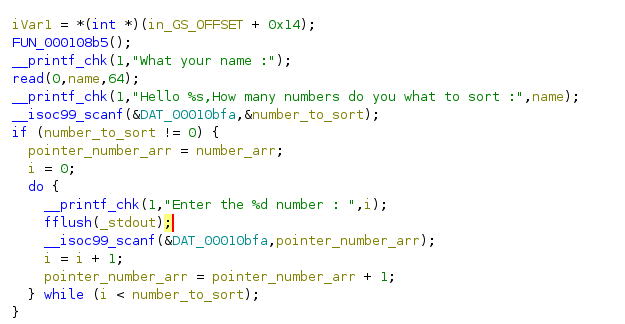 iVar1 = *(int *)(in_GS_OFFSET + 0x14);
FUN_000108b5();
__printf_chk(1,"What your name :");
read(0,name,64);
__printf_chk(1,"Hello %s,How many numbers do you what to sort :",name);
__isoc99_scanf(&DAT_00010bfa,&number_to_sort);
if (number_to_sort != 0) {
pointer_number_arr = number_arr;
i = 0;
do {
__printf_chk(1,"Enter the %d number : ",i);
fflush(_stdout);
__isoc99_scanf(&DAT_00010bfa,pointer_number_arr);
i = i + 1;
pointer_number_arr = pointer_number_arr + 1;
} while (i < number_to_sort);
}